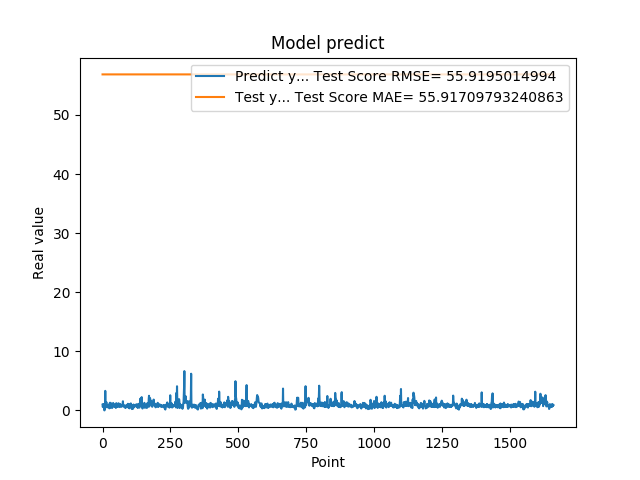 Model predict
Predict y... Test Score RMSE= 55.9195014994
Test y... Test Score MAE= 55.91709793240863
Real value
50
40
30
20
10
0
0 250 500 750 1000 1250 1500
Point